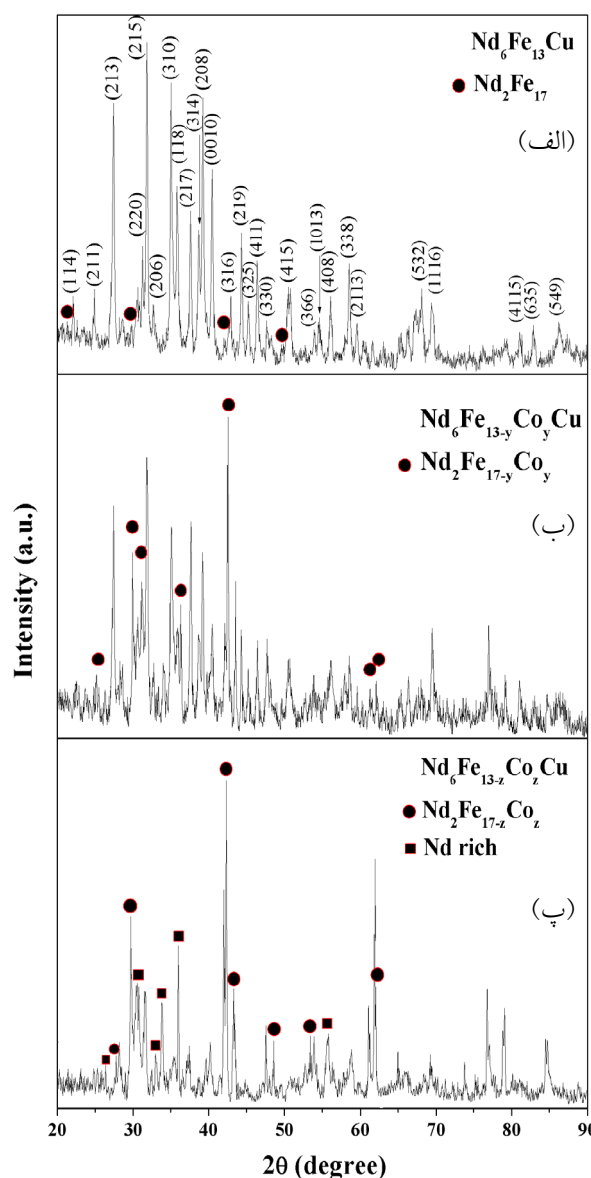 Nd₆Fe₁₃Cu
● Nd₂Fe₁₇
(الف)
(114)
(211)
(213)
(220)
(215)
(206)
(310)
(118)
(217)
(314)
(208)
(0010)
(316)
(219)
(325)
(411)
(330)
(415)
(366)
(1013)
(408)
(338)
(2113)
(532)
(1116)
(4115)
(635)
(549)
Nd₆Fe₁₃₋yCoyCu
● Nd₂Fe₁₇₋yCoy
(ب)
Nd₆Fe₁₃₋zCozCu
● Nd₂Fe₁₇₋zCoz
■ Nd rich
(پ)
Intensity (a.u.)
20 30 40 50 60 70 80 90
2θ (degree)